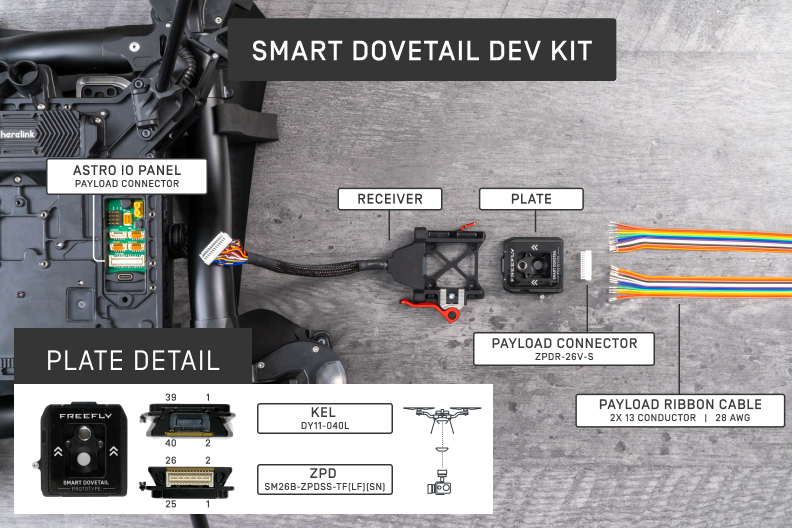 SMART DOVETAIL DEV KIT
herelink
ASTRO IO PANEL
PAYLOAD CONNECTOR
RECEIVER
PLATE
FREEFLY
PAYLOAD CONNECTOR
ZPDR-26V-S
PAYLOAD RIBBON CABLE
2X 13 CONDUCTOR | 28 AWG
PLATE DETAIL
FREEFLY
SMART DOVETAIL
PROTOTYPE
39 1
40 2
26 2
25 1
KEL
DY11-040L
ZPD
SM26B-ZPDSS-TF(LF)(SN)